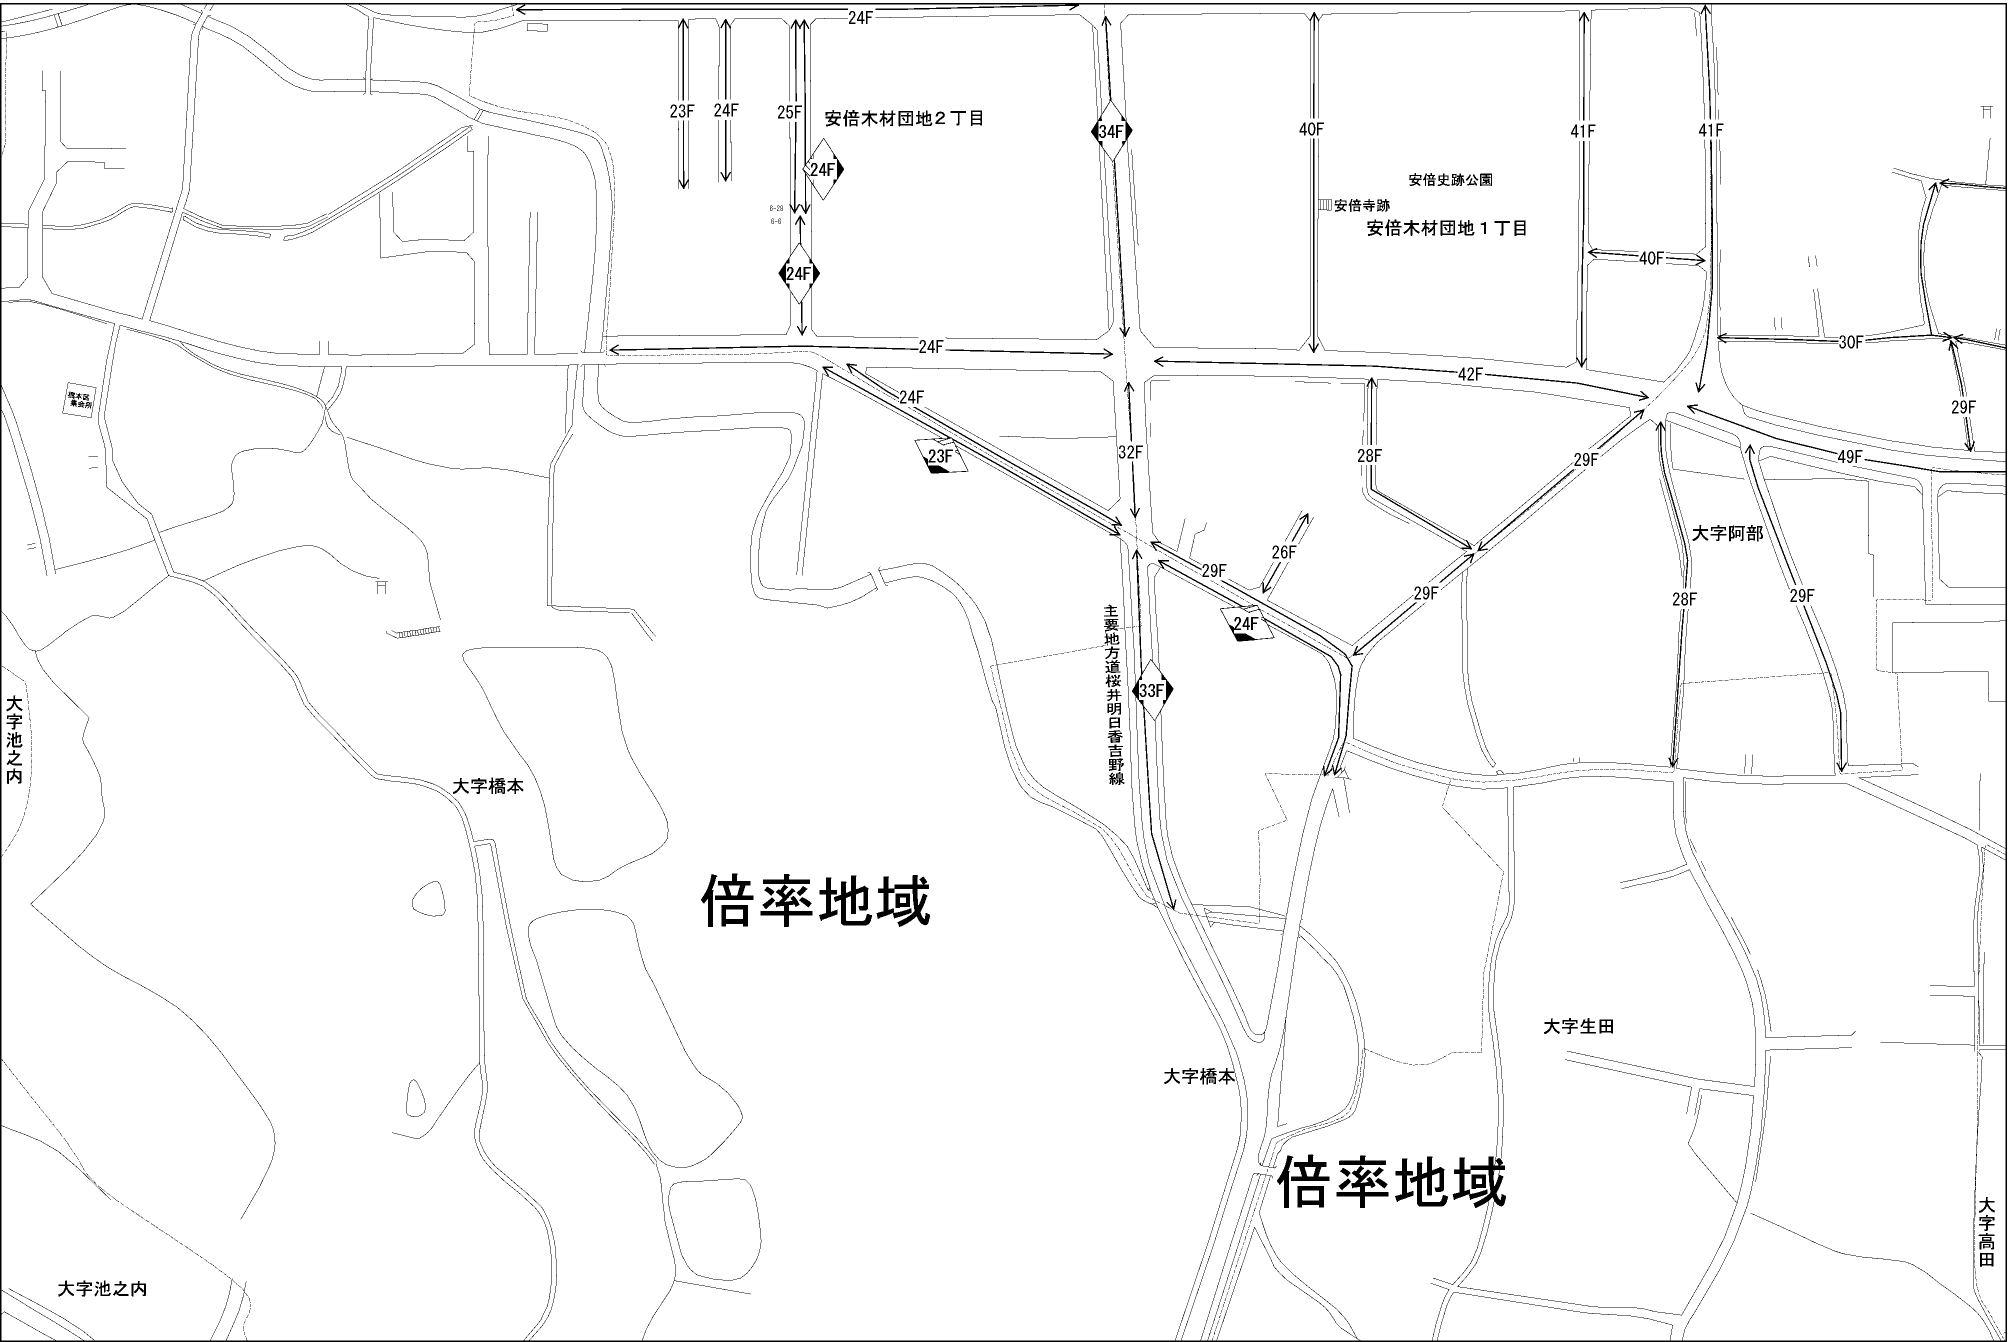 24F
23F
24F
25F
安倍木材団地２丁目
34F
40F
41F
41F
24F
安倍史跡公園
6-28
6-6
安倍寺跡
安倍木材団地１丁目
40F
24F
30F
24F
42F
橋本区
集会所
24F
29F
32F
23F
28F
29F
49F
大字阿部
26F
29F
29F
28F
29F
24F
主要地方道桜井明日香吉野線
33F
大字池之内
大字橋本
倍率地域
大字生田
大字橋本
倍率地域
大字高田
大字池之内